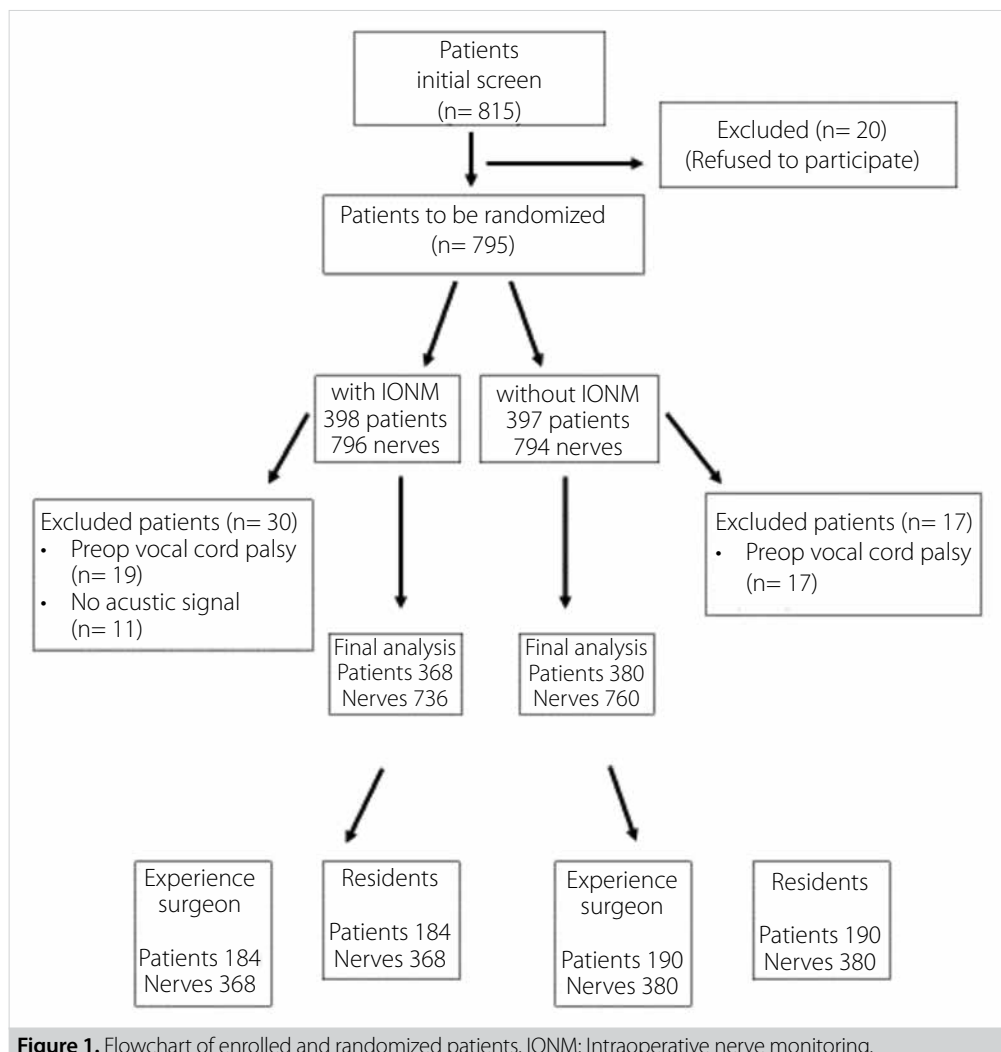 Patients
initial screen
(n= 815)
Excluded (n= 20)
(Refused to participate)
Patients to be randomized
(n= 795)
with IONM
398 patients
796 nerves
without IONM
397 patients
794 nerves
Excluded patients (n= 30)
• Preop vocal cord palsy
(n= 19)
• No acustic signal
(n= 11)
Excluded patients (n= 17)
• Preop vocal cord palsy
(n= 17)
Final analysis
Patients 368
Nerves 736
Final analysis
Patients 380
Nerves 760
Experience
surgeon
Patients 184
Nerves 368
Residents
Patients 184
Nerves 368
Experience
surgeon
Patients 190
Nerves 380
Residents
Patients 190
Nerves 380
Figure 1. Flowchart of enrolled and randomized patients. IONM: Intraoperative nerve monitoring.